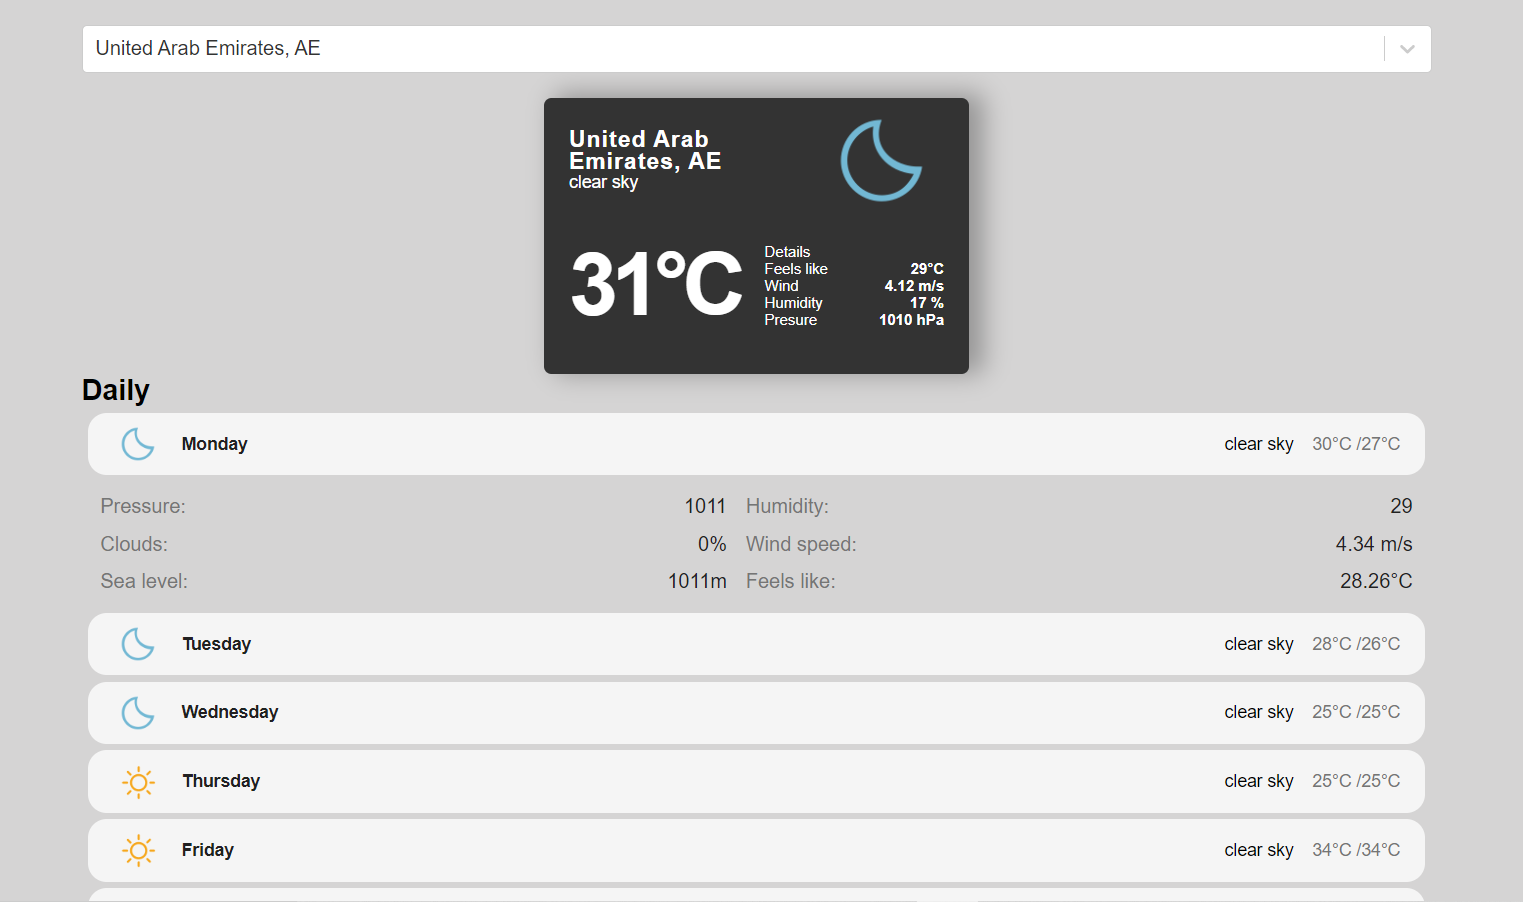 United Arab Emirates, AE
United Arab
Emirates, AE
clear sky
31°C
Details
Feels like 29°C
Wind 4.12 m/s
Humidity 17 %
Presure 1010 hPa
Daily
Monday clear sky 30°C /27°C
Pressure: 1011 Humidity: 29
Clouds: 0% Wind speed: 4.34 m/s
Sea level: 1011m Feels like: 28.26°C
Tuesday clear sky 28°C /26°C
Wednesday clear sky 25°C /25°C
Thursday clear sky 25°C /25°C
Friday clear sky 34°C /34°C